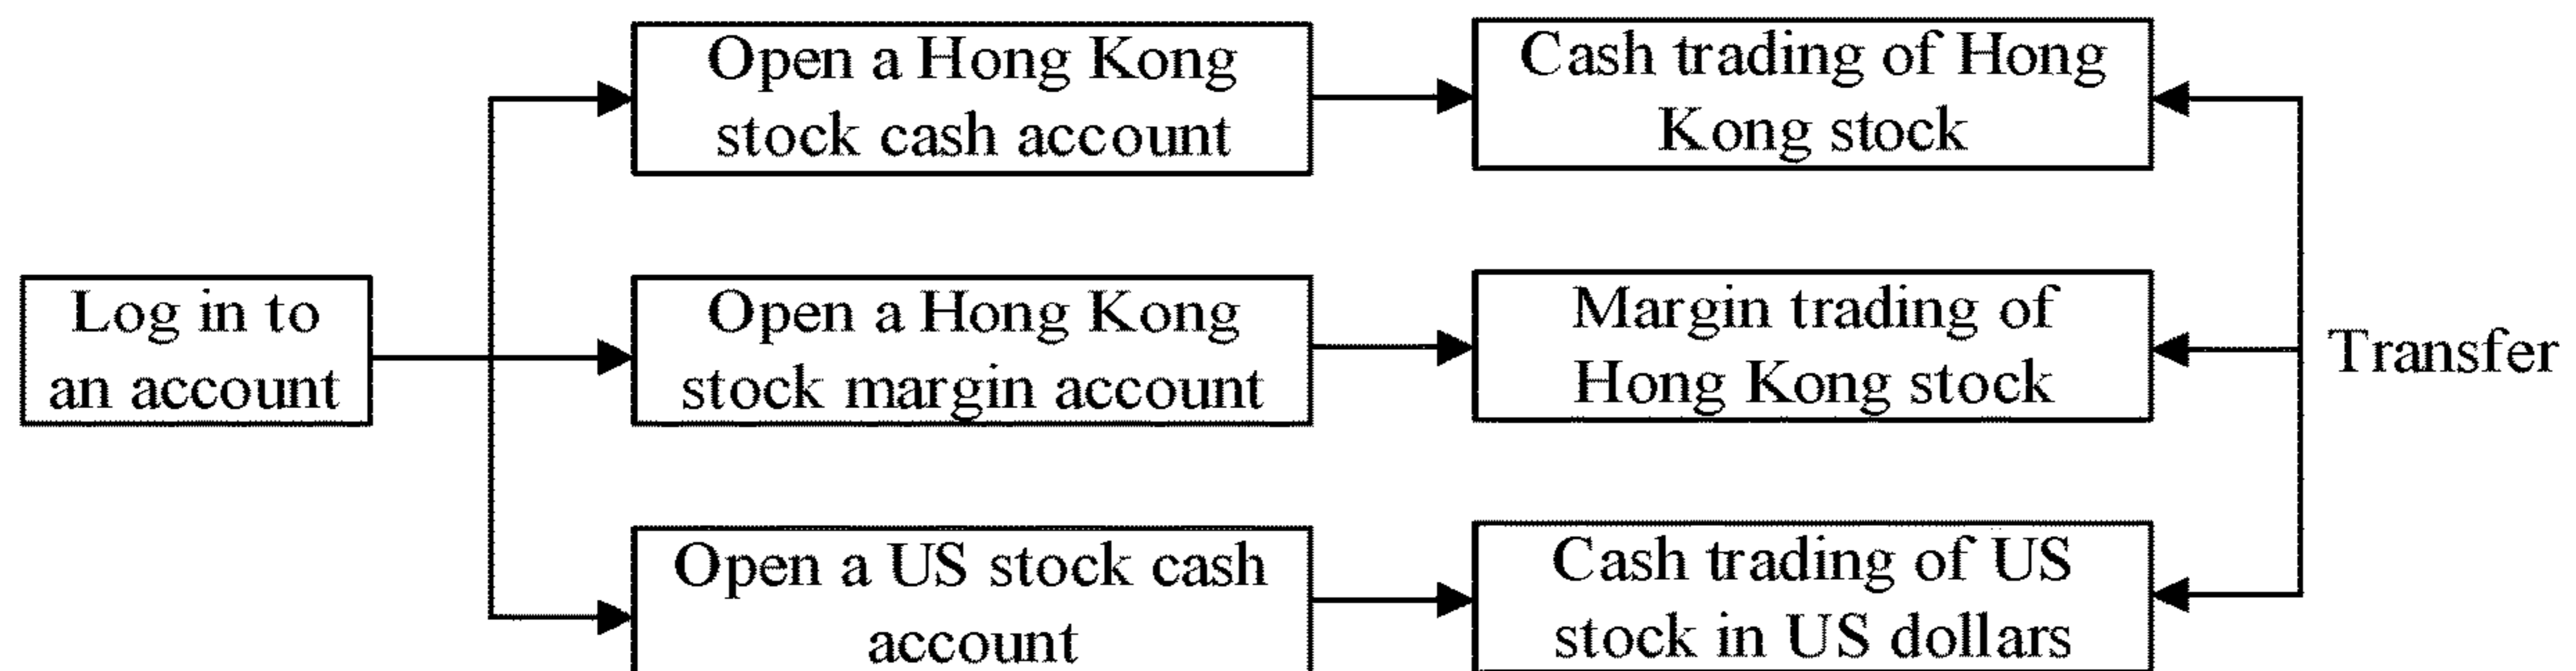 Open a Hong Kong
stock cash account
Cash trading of Hong
Kong stock
Log in to
an account
Open a Hong Kong
stock margin account
Margin trading of
Hong Kong stock
Transfer
Open a US stock cash
account
Cash trading of US
stock in US dollars